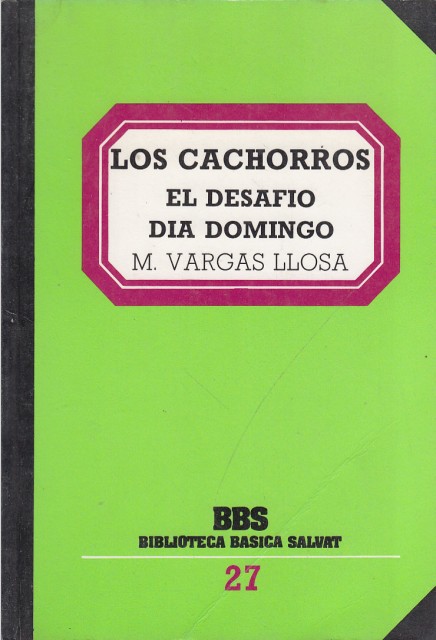 LOS CACHORROS
EL DESAFIO
DIA DOMINGO
M. VARGAS LLOSA
BBS
BIBLIOTECA BASICA SALVAT
27